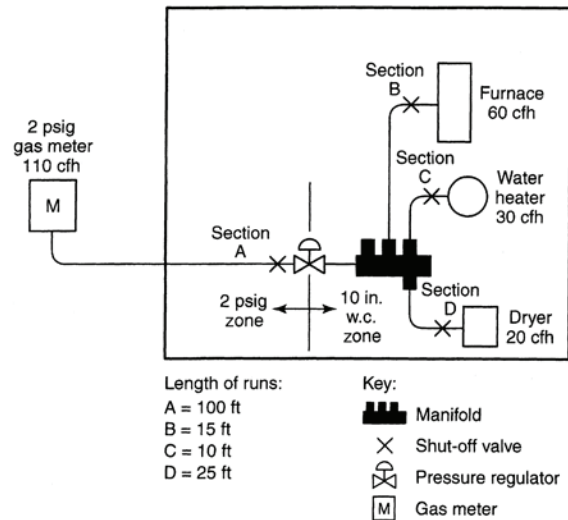 2 psig
gas meter
110 cfh
M
Section
A
2 psig
zone
10 in.
w.c.
zone
Section
B
Furnace
60 cfh
Section
C
Water
heater
30 cfh
Section
D
Dryer
20 cfh
Length of runs:
A = 100 ft
B = 15 ft
C = 10 ft
D = 25 ft
Key:
Manifold
Shut-off valve
Pressure regulator
M
Gas meter